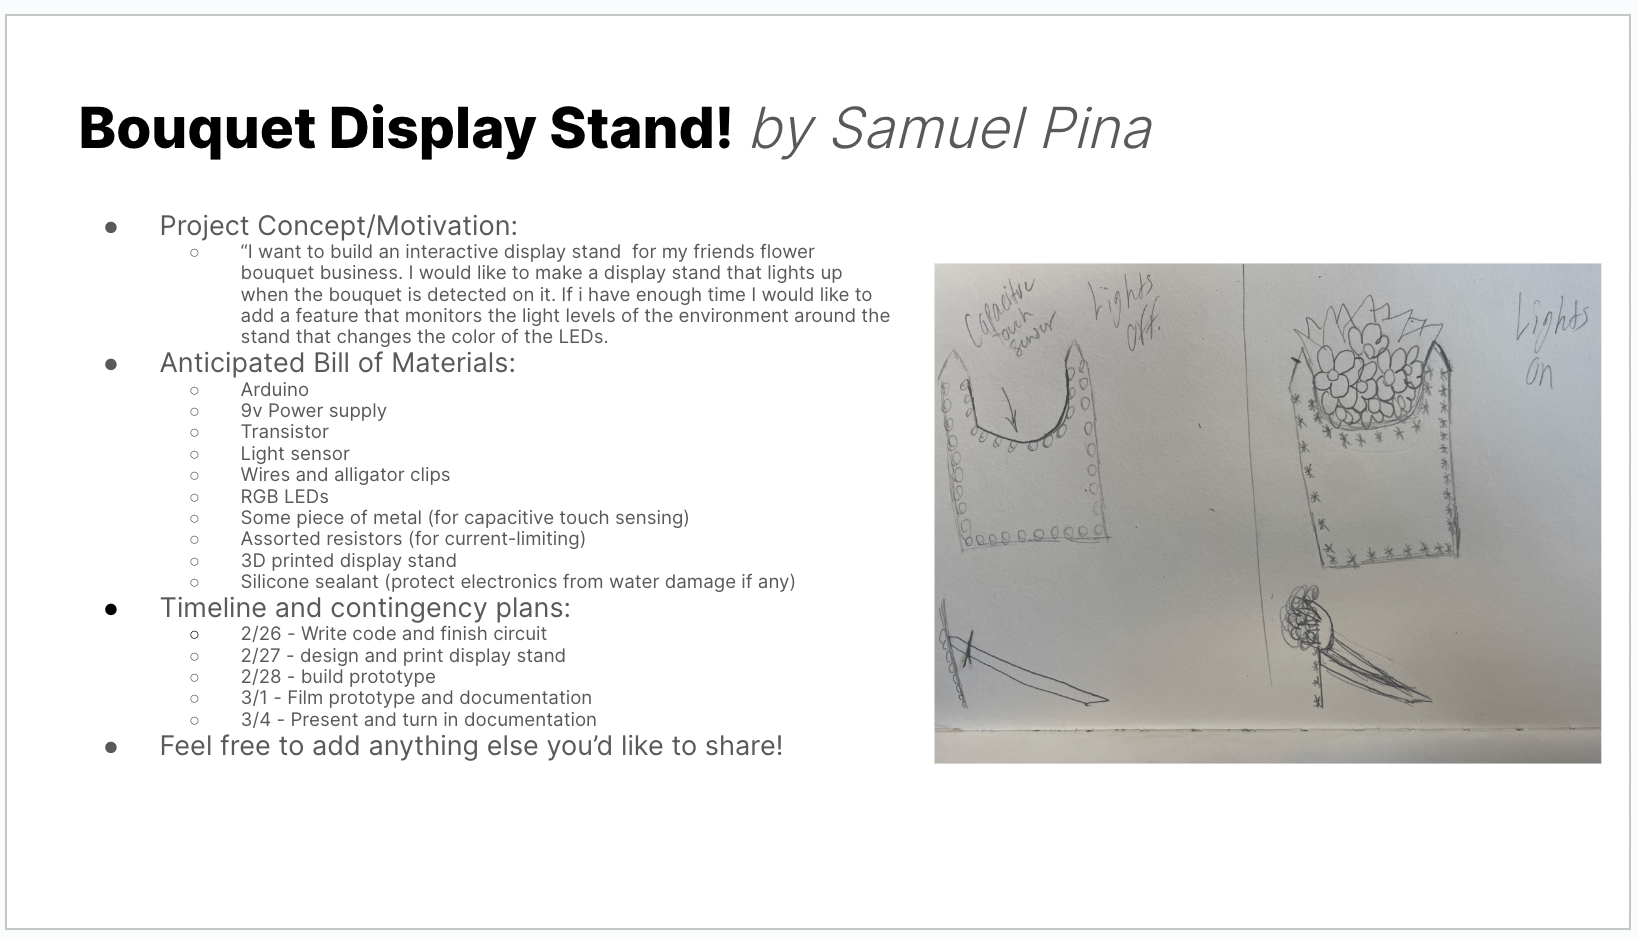 Bouquet Display Stand! by Samuel Pina
● Project Concept/Motivation:
○ “I want to build an interactive display stand  for my friends flower
bouquet business. I would like to make a display stand that lights up
when the bouquet is detected on it. If i have enough time I would like to
add a feature that monitors the light levels of the environment around the
stand that changes the color of the LEDs.
● Anticipated Bill of Materials:
○ Arduino
○ 9v Power supply
○ Transistor
○ Light sensor
○ Wires and alligator clips
○ RGB LEDs
○ Some piece of metal (for capacitive touch sensing)
○ Assorted resistors (for current-limiting)
○ 3D printed display stand
○ Silicone sealant (protect electronics from water damage if any)
● Timeline and contingency plans:
○ 2/26 - Write code and finish circuit
○ 2/27 - design and print display stand
○ 2/28 - build prototype
○ 3/1 - Film prototype and documentation
○ 3/4 - Present and turn in documentation
● Feel free to add anything else you’d like to share!
Capacitive
touch
sensor
Lights
off.
Lights
on